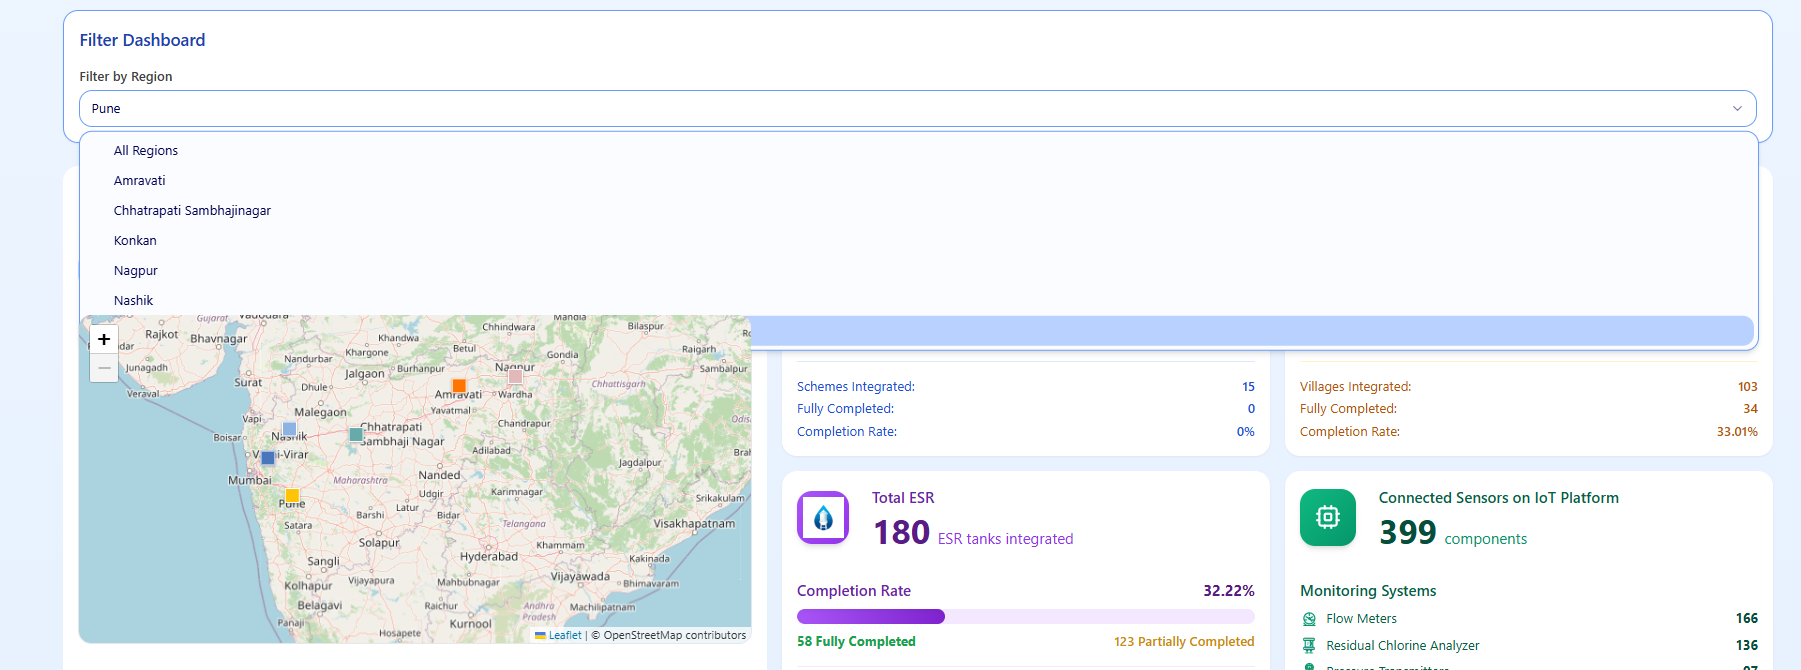 Filter Dashboard
Filter by Region
Pune
All Regions
Amravati
Chhatrapati Sambhajinagar
Konkan
Nagpur
Nashik
+
−
Gujarat
Mandla
Rajkot
Bhavnagar
Junagadh
Veraval
Surat
Nandurbar
Khandwa
Khargone
Betul
Chhindwara
Bilaspur
Raigarh
Gondia
Burhanpur
Jalgaon
Dhule
Nagpur
Wardha
Sambalpur
Chhattisgarh
Amravati
Yavatmal
Malegaon
Vapi
Nashik
Boisar
Chhatrapati
Sambhaji Nagar
Chandrapur
Adilabad
Jagdalpur
Mumbai
Maharashtra
Nanded
Udgir
Karimnagar
Srikakulam
Pune
Satara
Latur
Barshi
Bidar
Telangana
Visakhapatnam
Solapur
Khammam
Hyderabad
Kakinada
Sangli
Kolhapur
Vijayapura
Mahbubnagar
Vijayawada
Bhimavaram
Belagavi
Raichur
Andhra
Pradesh
Machilipatnam
Panaji
Hosapete
Kurnool
Leaflet | © OpenStreetMap contributors
Schemes Integrated: 15
Fully Completed: 0
Completion Rate: 0%
Villages Integrated: 103
Fully Completed: 34
Completion Rate: 33.01%
Total ESR
180 ESR tanks integrated
Completion Rate 32.22%
58 Fully Completed 123 Partially Completed
Connected Sensors on IoT Platform
399 components
Monitoring Systems
Flow Meters 166
Residual Chlorine Analyzer 136
Pressure Transmitters 97